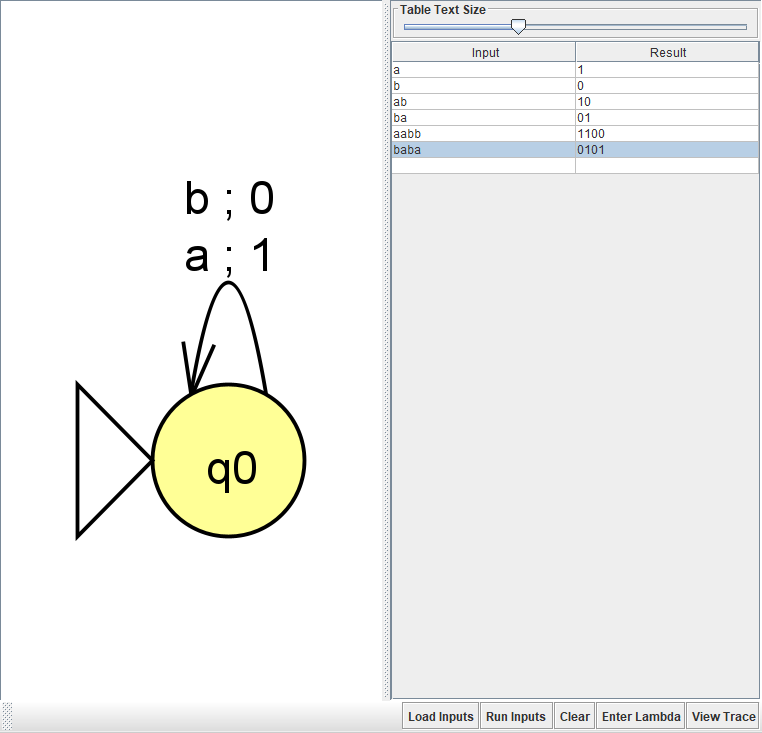 b ; 0
a ; 1
q0
Table Text Size
Input Result
a 1
b 0
ab 10
ba 01
aabb 1100
baba 0101
Load Inputs Run Inputs Clear Enter Lambda View Trace